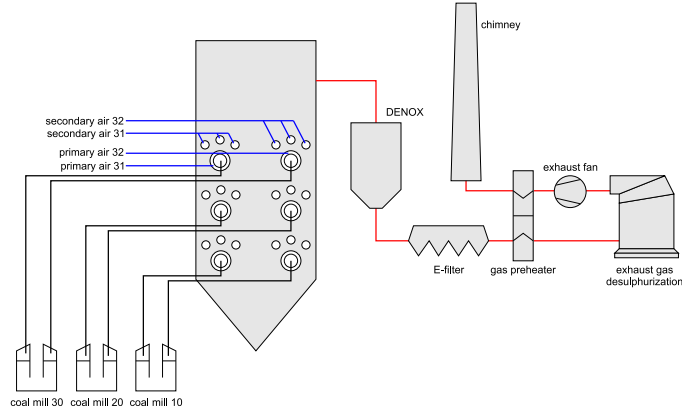 chimney
secondary air 32
secondary air 31
primary air 32
primary air 31
DENOX
exhaust fan
E-filter
gas preheater
exhaust gas
desulphurization
coal mill 30
coal mill 20
coal mill 10